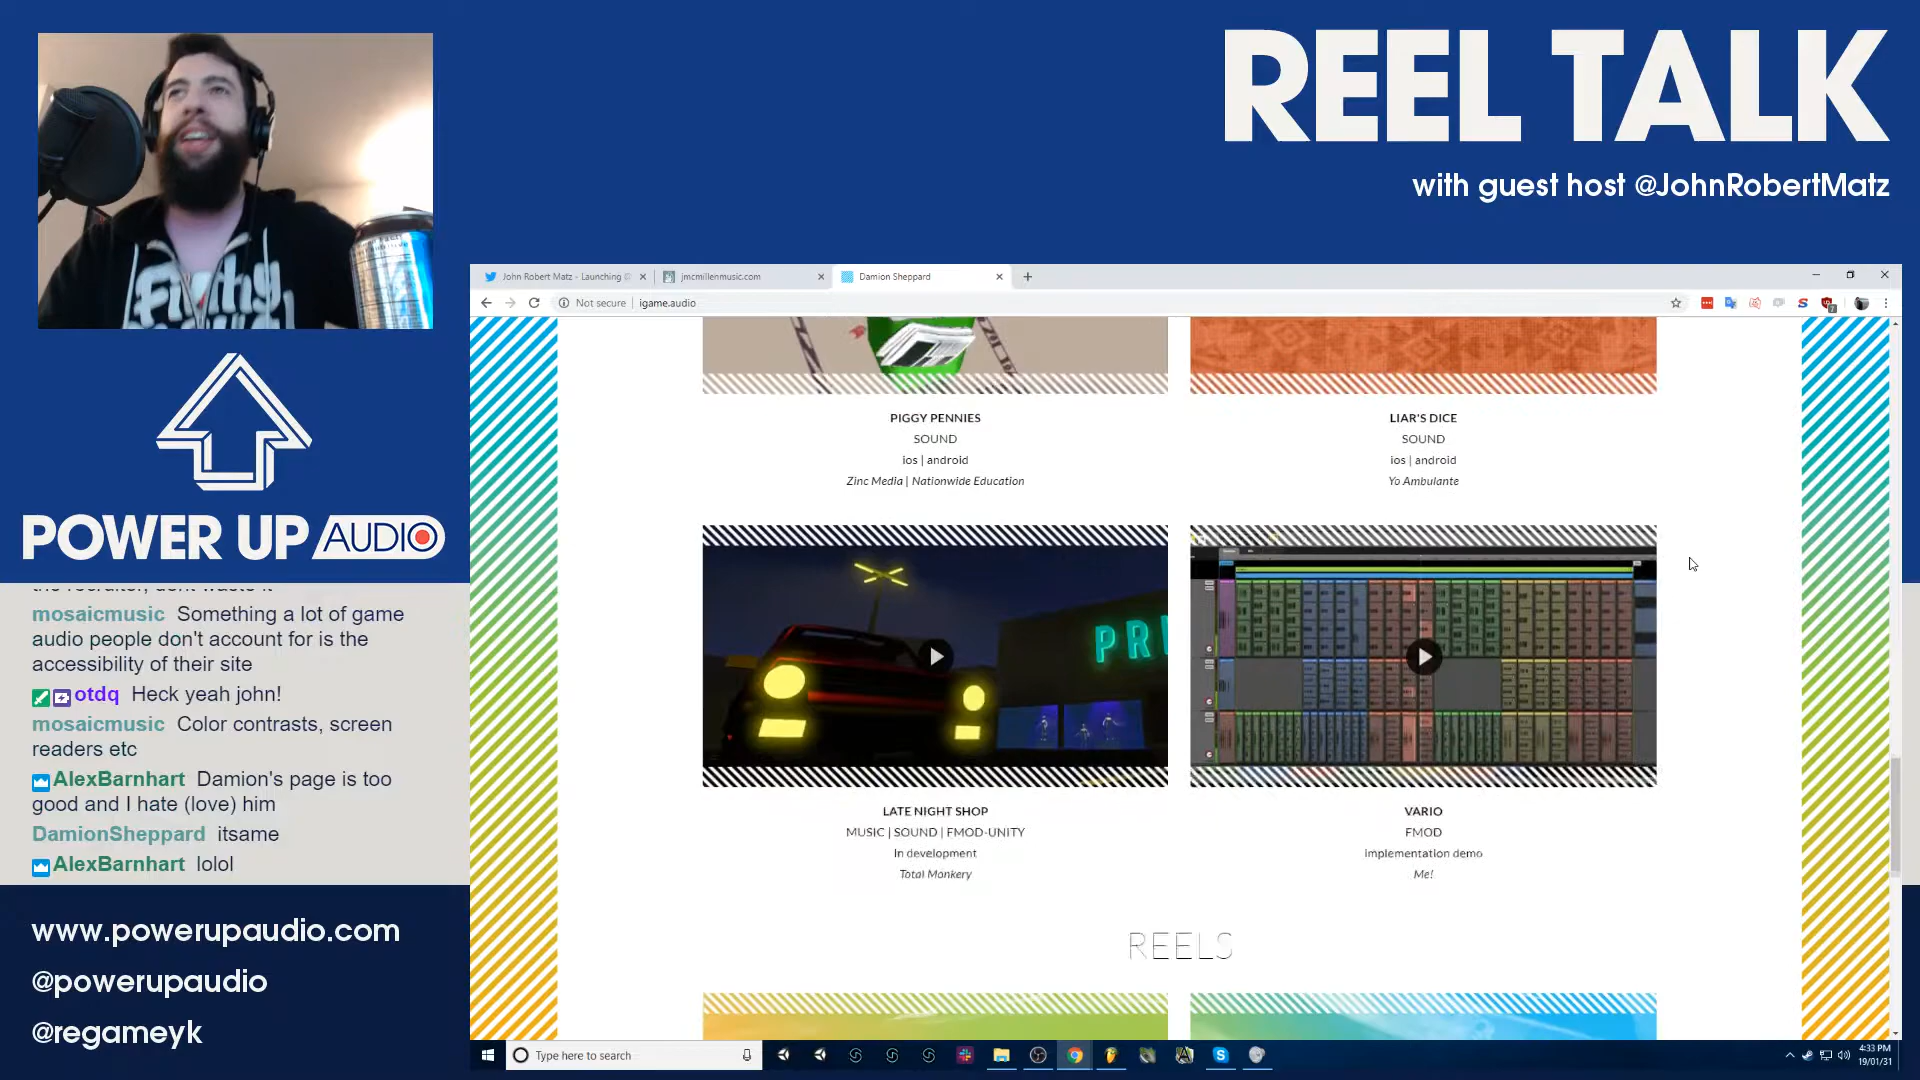 REEL TALK
with guest host @JohnRobertMatz
POWER UP AUDIO
mosaicmusic Something a lot of game
audio people don't account for is the
accessibility of their site
otdq Heck yeah john!
mosaicmusic Color contrasts, screen
readers etc
AlexBarnhart Damion's page is too
good and I hate (love) him
DamionSheppard itsame
AlexBarnhart lolol
www.powerupaudio.com
@powerupaudio
@regameyk
John Robert Matz - Launching
jmcmillenmusic.com
Damion Sheppard
Not secure
igame.audio
PIGGY PENNIES
SOUND
ios | android
Zinc Media | Nationwide Education
LIAR'S DICE
SOUND
ios | android
Yo Ambulante
PRI
LATE NIGHT SHOP
MUSIC | SOUND | FMOD-UNITY
In development
Total Monkery
VARIO
FMOD
implementation demo
Me!
REELS
Type here to search
4:33 PM
19/01/31